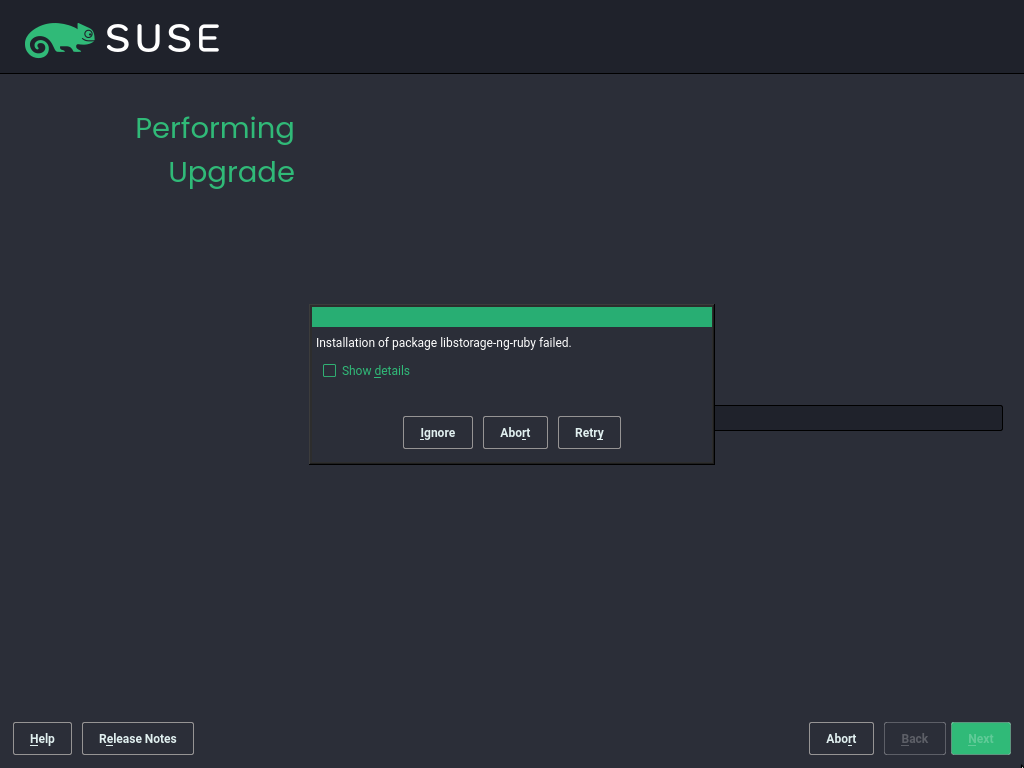 SUSE
Performing
Upgrade
Installation of package libstorage-ng-ruby failed.
Show details
Ignore Abort Retry
Help Release Notes Abort Back Next